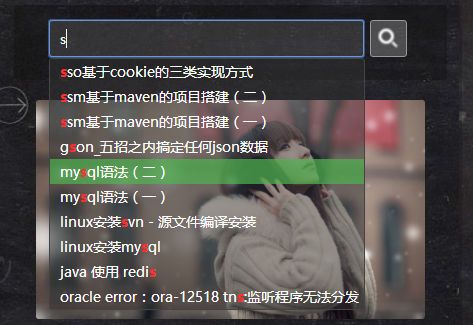 s
sso基于cookie的三类实现方式
ssm基于maven的项目搭建（二）
ssm基于maven的项目搭建（一）
gson_五招之内搞定任何json数据
mysql语法（二）
mysql语法（一）
linux安装svn - 源文件编译安装
linux安装mysql
java 使用 redis
oracle error：ora-12518 tns:监听程序无法分发